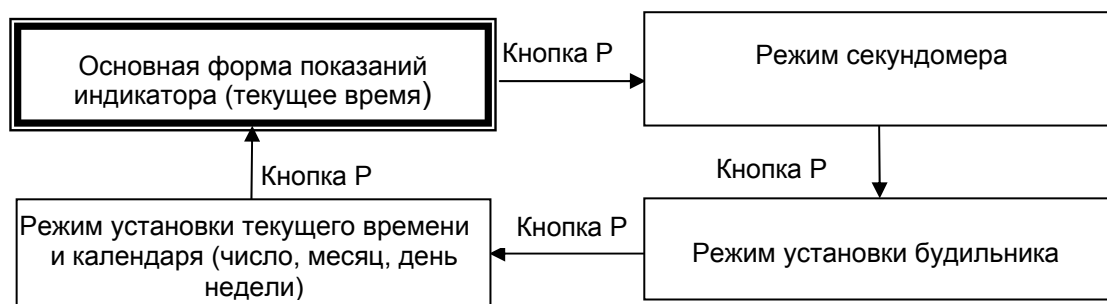 Основная форма показаний
индикатора (текущее время)
Кнопка Р
Режим секундомера
Кнопка Р
Кнопка Р
Режим установки текущего времени
и календаря (число, месяц, день
недели)
Кнопка Р
Режим установки будильника